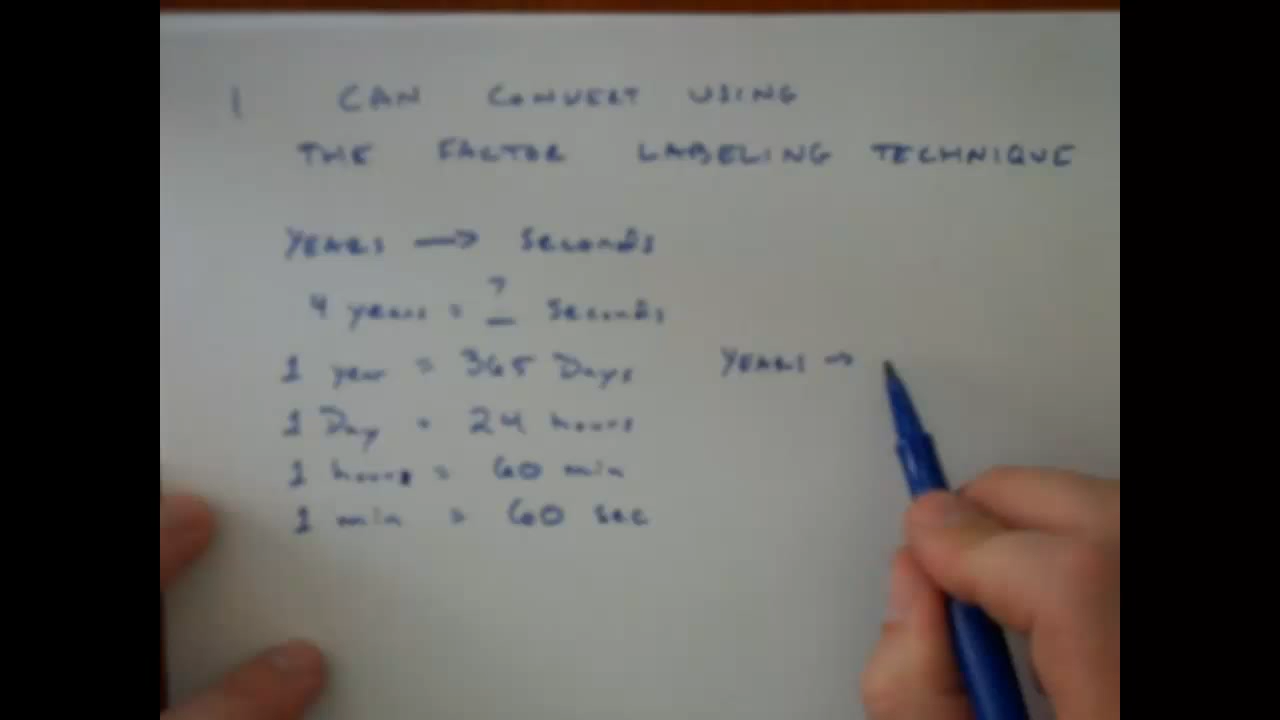 I CAN CONVERT USING
THE FACTOR LABELING TECHNIQUE
YEARS → Seconds
4 years = ? Seconds
1 year = 365 Days
YEARS →
1 Day = 24 hours
1 hours = 60 min
1 min = 60 sec